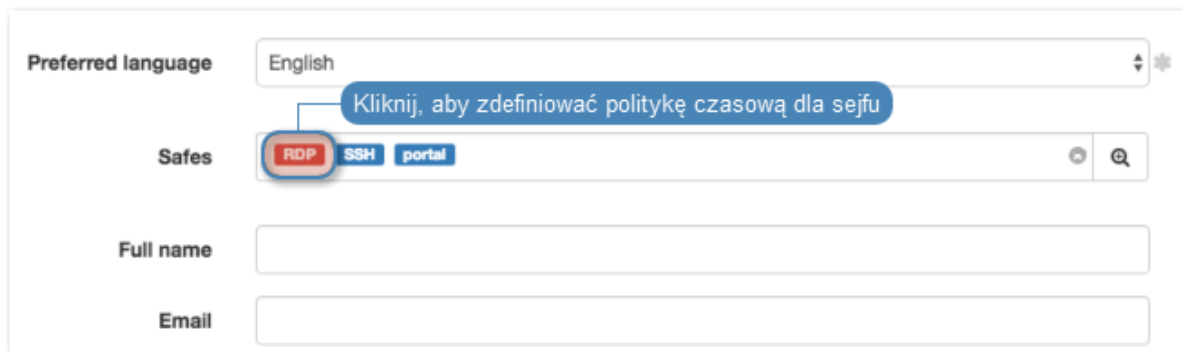 Preferred language English
Kliknij, aby zdefiniować politykę czasową dla sejfu
Safes RDP SSH portal
Full name
Email